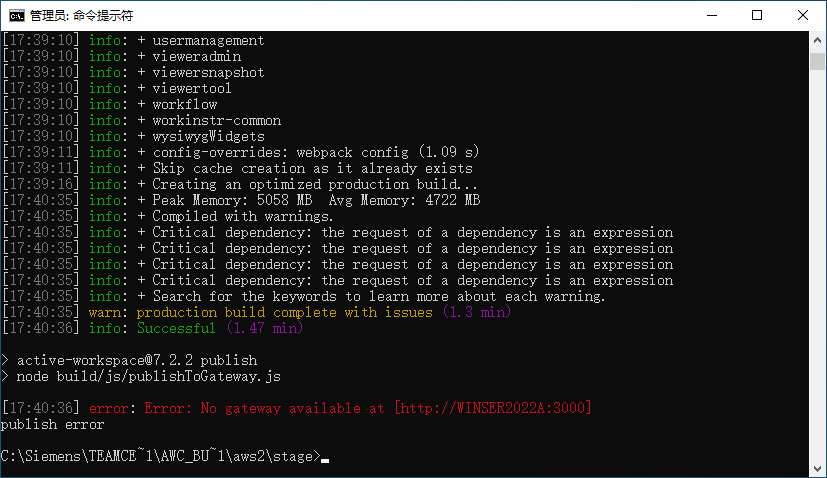 管理员: 命令提示符
[17:39:10] info: + usermanagement
[17:39:10] info: + vieweradmin
[17:39:10] info: + viewersnapshot
[17:39:10] info: + viewertool
[17:39:10] info: + workflow
[17:39:10] info: + workinstr-common
[17:39:10] info: + wysiwygWidgets
[17:39:11] info: + config-overrides: webpack config (1.09 s)
[17:39:11] info: + Skip cache creation as it already exists
[17:39:16] info: + Creating an optimized production build...
[17:40:35] info: + Peak Memory: 5058 MB  Avg Memory: 4722 MB
[17:40:35] info: + Compiled with warnings.
[17:40:35] info: + Critical dependency: the request of a dependency is an expression
[17:40:35] info: + Critical dependency: the request of a dependency is an expression
[17:40:35] info: + Critical dependency: the request of a dependency is an expression
[17:40:35] info: + Critical dependency: the request of a dependency is an expression
[17:40:35] info: + Search for the keywords to learn more about each warning.
[17:40:35] warn: production build complete with issues (1.3 min)
[17:40:36] info: Successful (1.47 min)
> active-workspace@7.2.2 publish
> node build/js/publishToGateway.js
[17:40:36] error: Error: No gateway available at [http://WINSER2022A:3000]
publish error
C:\Siemens\TEAMCE~1\AWC_BU~1\aws2\stage>